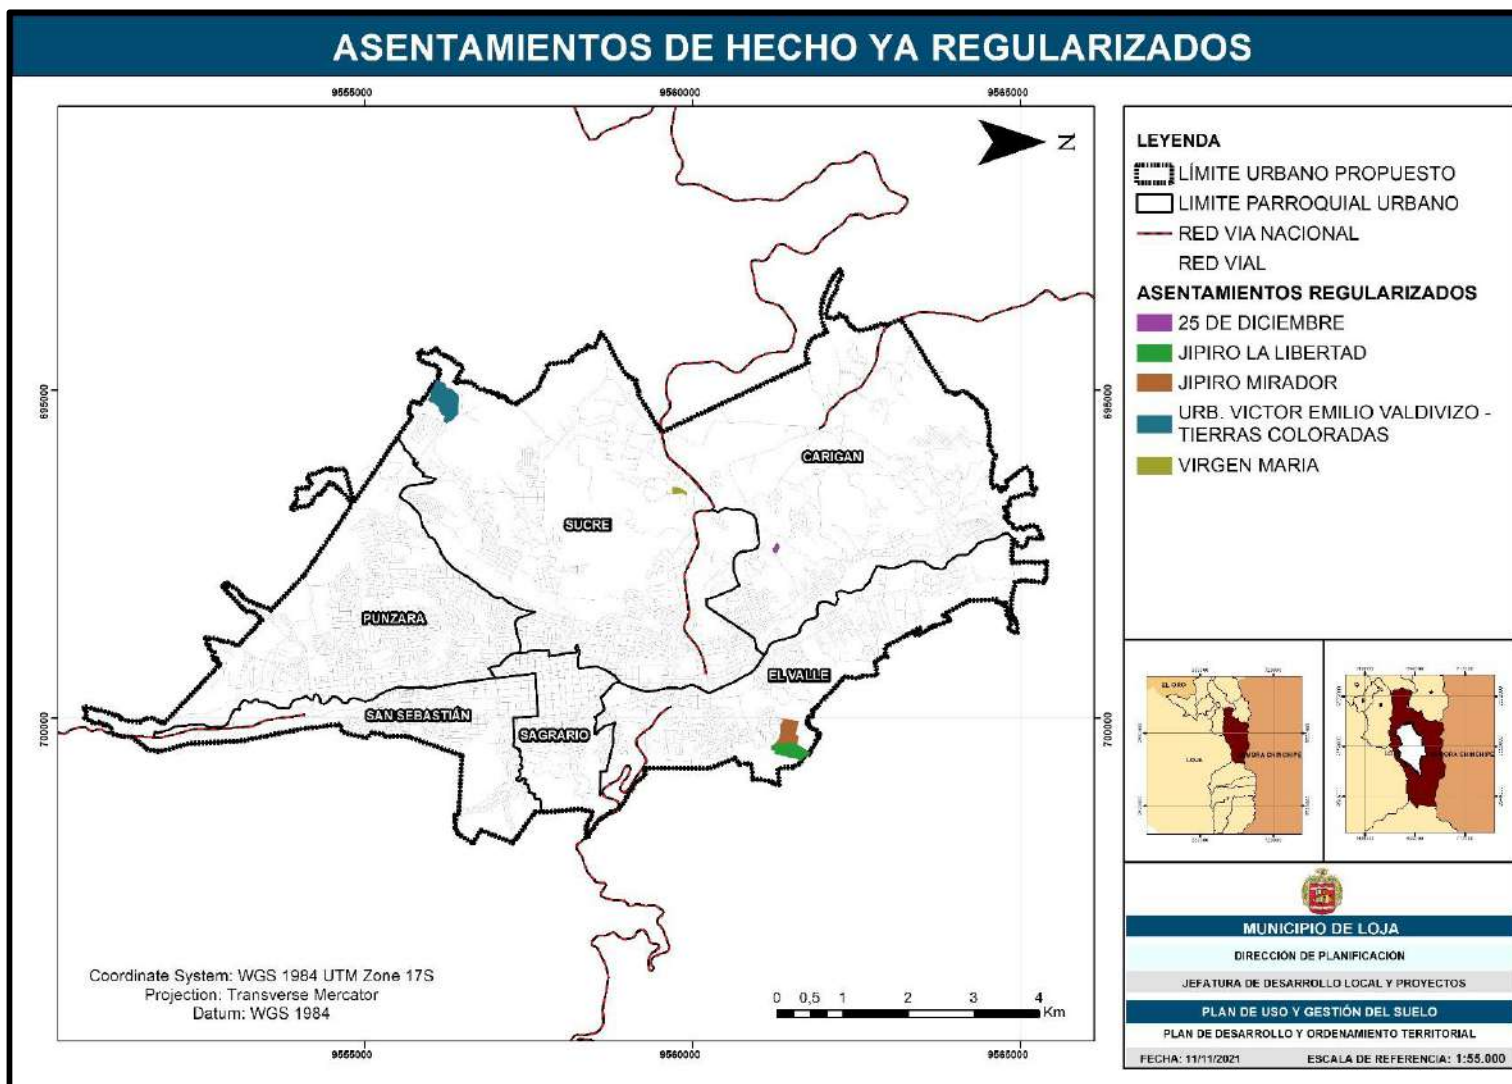 ASENTAMIENTOS DE HECHO YA REGULARIZADOS
9555000
9560000
9565000
N
695000
695000
CARIGAN
SUCRE
PUNZARA
EL VALLE
SAN SEBASTIÁN
SAGRARIO
700000
700000
Coordinate System: WGS 1984 UTM Zone 17S
Projection: Transverse Mercator
Datum: WGS 1984
0 0,5 1 2 3 4
Km
9555000
9560000
9565000
LEYENDA
LÍMITE URBANO PROPUESTO
LIMITE PARROQUIAL URBANO
RED VIA NACIONAL
RED VIAL
ASENTAMIENTOS REGULARIZADOS
25 DE DICIEMBRE
JIPIRO LA LIBERTAD
JIPIRO MIRADOR
URB. VICTOR EMILIO VALDIVIZO -
TIERRAS COLORADAS
VIRGEN MARIA
EL ORO
LOJA
MORA CHINCHIPE
MUNICIPIO DE LOJA
DIRECCIÓN DE PLANIFICACIÓN
JEFATURA DE DESARROLLO LOCAL Y PROYECTOS
PLAN DE USO Y GESTIÓN DEL SUELO
PLAN DE DESARROLLO Y ORDENAMIENTO TERRITORIAL
FECHA: 11/11/2021
ESCALA DE REFERENCIA: 1:55.000